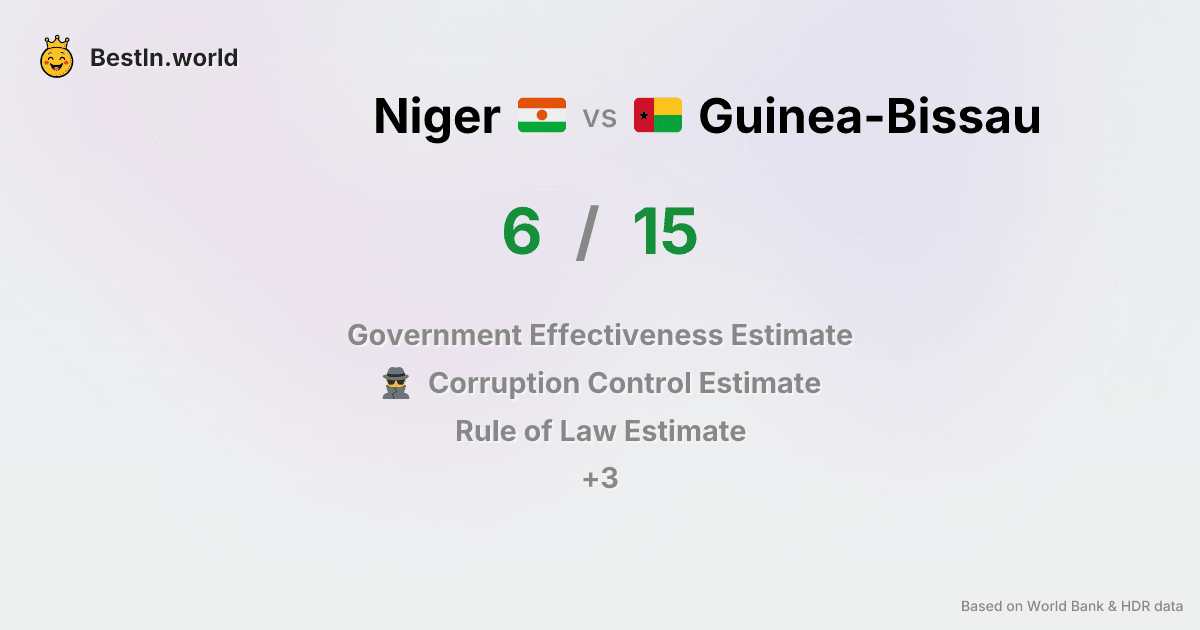 BestIn.world
Niger vs Guinea-Bissau
6 / 15
Government Effectiveness Estimate
Corruption Control Estimate
Rule of Law Estimate
+3
Based on World Bank & HDR data